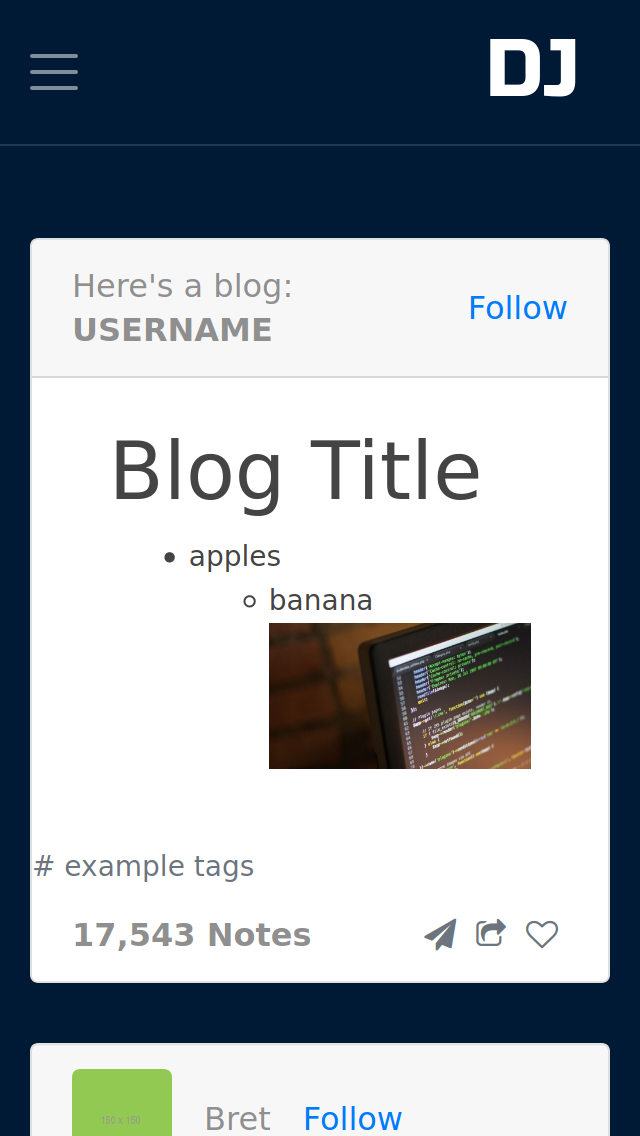 DJ
Here's a blog:
USERNAME
Follow
Blog Title
apples
banana
# example tags
17,543 Notes
150 x 150
Bret
Follow